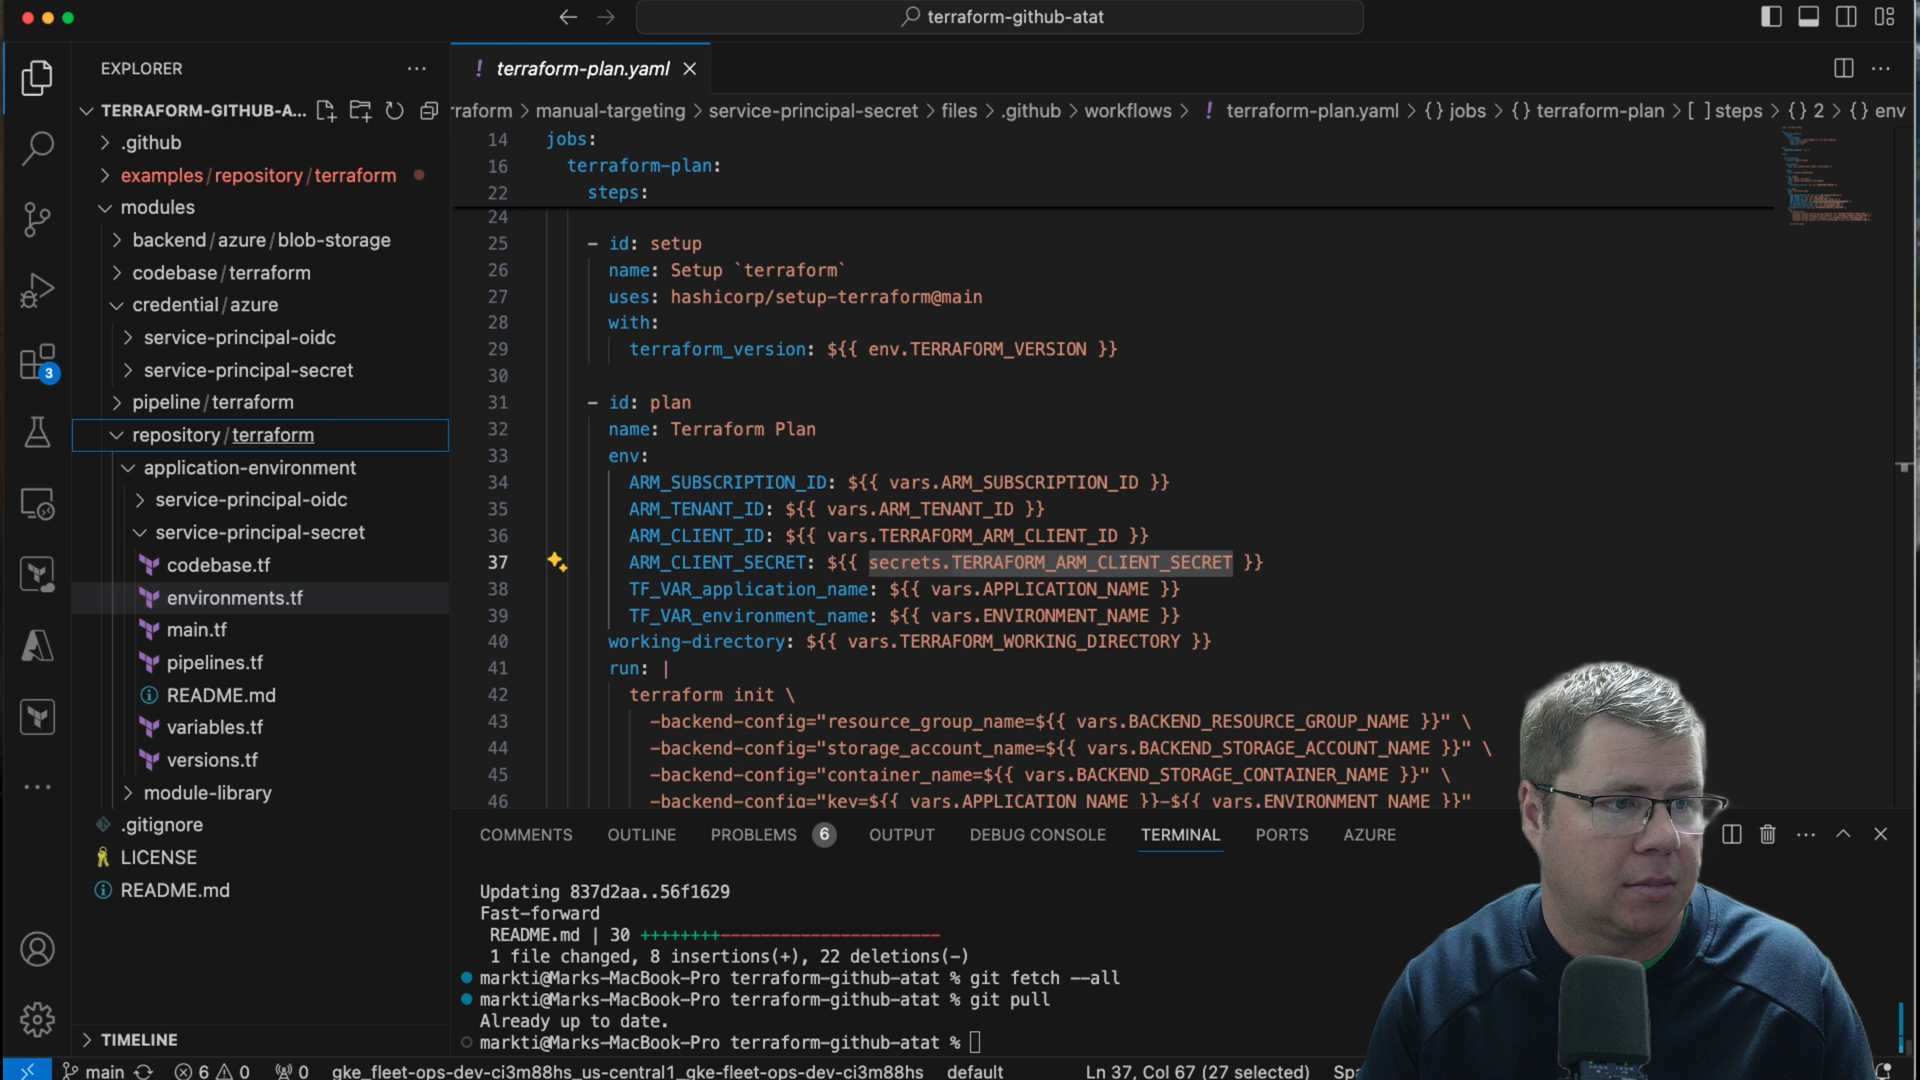 terraform-github-atat
EXPLORER
TERRAFORM-GITHUB-A...
.github
examples/repository/terraform
modules
backend/azure/blob-storage
codebase/terraform
credential/azure
service-principal-oidc
service-principal-secret
pipeline/terraform
repository/terraform
application-environment
service-principal-oidc
service-principal-secret
codebase.tf
environments.tf
main.tf
pipelines.tf
README.md
variables.tf
versions.tf
module-library
.gitignore
LICENSE
README.md
TIMELINE
3
! terraform-plan.yaml
rraform > manual-targeting > service-principal-secret > files > .github > workflows > ! terraform-plan.yaml > {} jobs > {} terraform-plan > [ ] steps > {} 2 > {} env
14 jobs:
16 terraform-plan:
22 steps:
24
25 - id: setup
26 name: Setup `terraform`
27 uses: hashicorp/setup-terraform@main
28 with:
29 terraform_version: ${{ env.TERRAFORM_VERSION }}
30
31 - id: plan
32 name: Terraform Plan
33 env:
34 ARM_SUBSCRIPTION_ID: ${{ vars.ARM_SUBSCRIPTION_ID }}
35 ARM_TENANT_ID: ${{ vars.ARM_TENANT_ID }}
36 ARM_CLIENT_ID: ${{ vars.TERRAFORM_ARM_CLIENT_ID }}
37 ARM_CLIENT_SECRET: ${{ secrets.TERRAFORM_ARM_CLIENT_SECRET }}
38 TF_VAR_application_name: ${{ vars.APPLICATION_NAME }}
39 TF_VAR_environment_name: ${{ vars.ENVIRONMENT_NAME }}
40 working-directory: ${{ vars.TERRAFORM_WORKING_DIRECTORY }}
41 run: |
42 terraform init \
43 -backend-config="resource_group_name=${{ vars.BACKEND_RESOURCE_GROUP_NAME }}" \
44 -backend-config="storage_account_name=${{ vars.BACKEND_STORAGE_ACCOUNT_NAME }}" \
45 -backend-config="container_name=${{ vars.BACKEND_STORAGE_CONTAINER_NAME }}" \
46 -backend-config="key=${{ vars.APPLICATION_NAME }}-${{ vars.ENVIRONMENT_NAME }}"
COMMENTS OUTLINE PROBLEMS 6 OUTPUT DEBUG CONSOLE TERMINAL PORTS AZURE
Updating 837d2aa..56f1629
Fast-forward
README.md | 30 ++++++++----------------------
1 file changed, 8 insertions(+), 22 deletions(-)
markti@Marks-MacBook-Pro terraform-github-atat % git fetch --all
markti@Marks-MacBook-Pro terraform-github-atat % git pull
Already up to date.
markti@Marks-MacBook-Pro terraform-github-atat %
main 6 0 0 gke_fleet-ops-dev-ci3m88hs_us-central1_gke-fleet-ops-dev-ci3m88hs default Ln 37, Col 67 (27 selected)